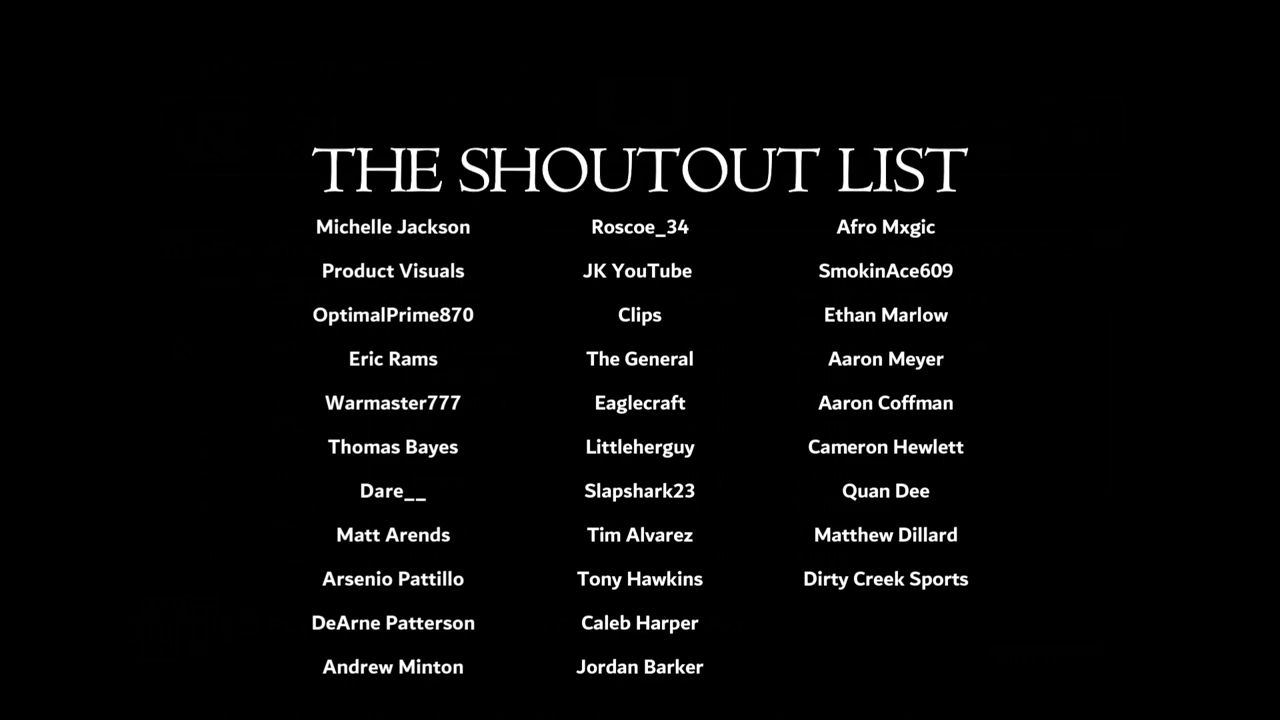 THE SHOUTOUT LIST
Michelle Jackson
Product Visuals
OptimalPrime870
Eric Rams
Warmaster777
Thomas Bayes
Dare__
Matt Arends
Arsenio Pattillo
DeArne Patterson
Andrew Minton
Roscoe_34
JK YouTube
Clips
The General
Eaglecraft
Littleherguy
Slapshark23
Tim Alvarez
Tony Hawkins
Caleb Harper
Jordan Barker
Afro Mxgic
SmokinAce609
Ethan Marlow
Aaron Meyer
Aaron Coffman
Cameron Hewlett
Quan Dee
Matthew Dillard
Dirty Creek Sports